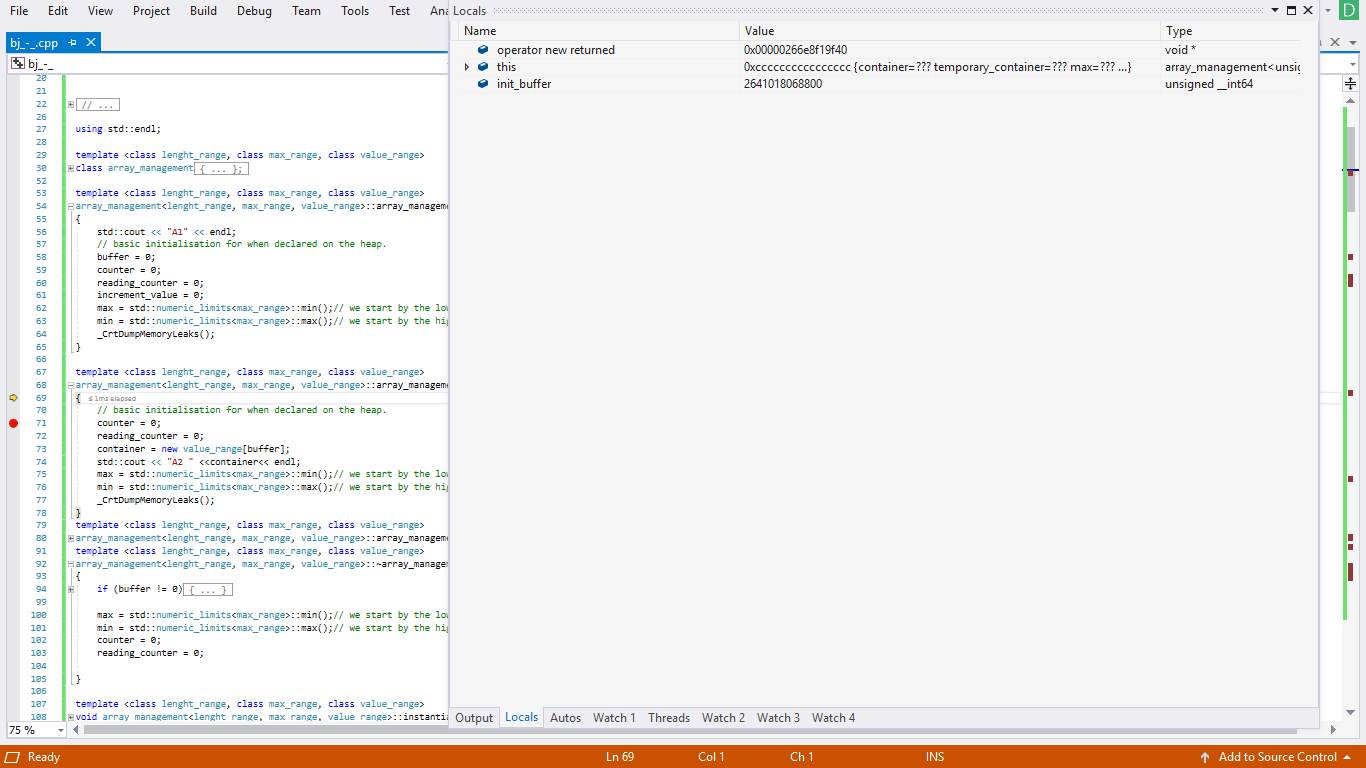 File Edit View Project Build Debug Team Tools Test Ana
Locals
D
bj_-_.cpp
bj_-_
Name Value Type
operator new returned 0x00000266e8f19f40 void *
this 0xcccccccccccccccc {container=??? temporary_container=??? max=??? ...} array_management<unsig
init_buffer 2641018068800 unsigned __int64
20
21
22 // ...
26
27 using std::endl;
28
29 template <class lenght_range, class max_range, class value_range>
30 class array_management { ... };
52
53 template <class lenght_range, class max_range, class value_range>
54 array_management<lenght_range, max_range, value_range>::array_manageme
55 {
56 std::cout << "A1" << endl;
57 // basic initialisation for when declared on the heap.
58 buffer = 0;
59 counter = 0;
60 reading_counter = 0;
61 increment_value = 0;
62 max = std::numeric_limits<max_range>::min();// we start by the low
63 min = std::numeric_limits<max_range>::max();// we start by the hig
64 _CrtDumpMemoryLeaks();
65 }
66
67 template <class lenght_range, class max_range, class value_range>
68 array_management<lenght_range, max_range, value_range>::array_manageme
69 { ≤1ms elapsed
70 // basic initialisation for when declared on the heap.
71 counter = 0;
72 reading_counter = 0;
73 container = new value_range[buffer];
74 std::cout << "A2 " <<container<< endl;
75 max = std::numeric_limits<max_range>::min();// we start by the low
76 min = std::numeric_limits<max_range>::max();// we start by the hig
77 _CrtDumpMemoryLeaks();
78 }
79 template <class lenght_range, class max_range, class value_range>
80 array_management<lenght_range, max_range, value_range>::array_manageme
91 template <class lenght_range, class max_range, class value_range>
92 array_management<lenght_range, max_range, value_range>::~array_managem
93 {
94 if (buffer != 0) { ... }
99
100 max = std::numeric_limits<max_range>::min();// we start by the low
101 min = std::numeric_limits<max_range>::max();// we start by the hig
102 counter = 0;
103 reading_counter = 0;
104
105 }
106
107 template <class lenght_range, class max_range, class value_range>
108 void array_management<lenght_range, max_range, value_range>::instantia
75 %
Output Locals Autos Watch 1 Threads Watch 2 Watch 3 Watch 4
Ready Ln 69 Col 1 Ch 1 INS Add to Source Control